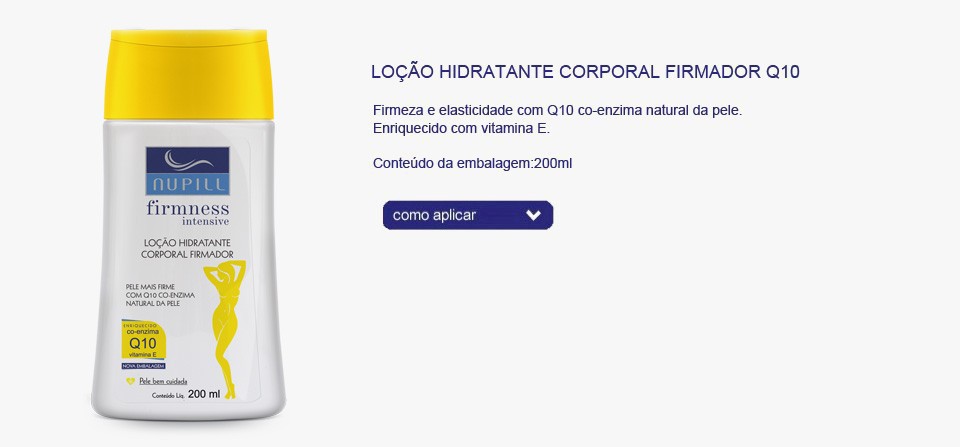 LOÇÃO HIDRATANTE CORPORAL FIRMADOR Q10
Firmeza e elasticidade com Q10 co-enzima natural da pele.
Enriquecido com vitamina E.
Conteúdo da embalagem:200ml
como aplicar
NUPILL
firmness
intensive
LOÇÃO HIDRATANTE
CORPORAL FIRMADOR
PELE MAIS FIRME
COM Q10 CO-ENZIMA
NATURAL DA PELE
ENRIQUECIDO
co-enzima
Q10
vitamina E
NOVA EMBALAGEM
Pele bem cuidada
Conteúdo Líq. 200 ml